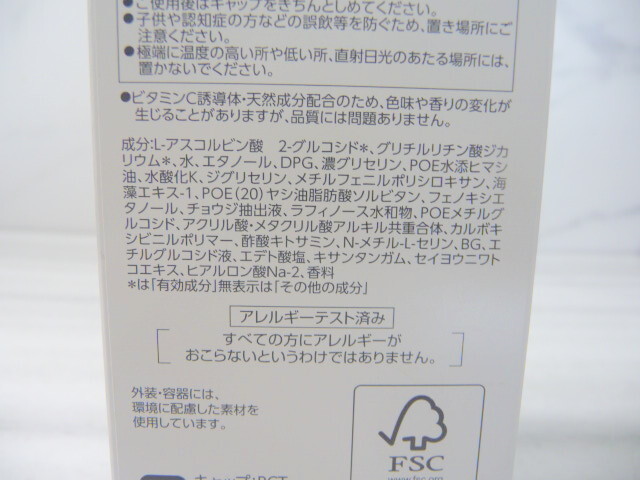 ●ご使用後はキャップをきちんとしめてください。
●子供や認知症の方などの誤飲等を防ぐため、置き場所にご
注意ください。
●極端に温度の高い所や低い所、直射日光のあたる場所には、
置かないでください。
●ビタミンC誘導体・天然成分配合のため、色味や香りの変化が
生じることがありますが、品質には問題ありません。
成分:L-アスコルビン酸 2-グルコシド*、グリチルリチン酸ジカ
リウム*、水、エタノール、DPG、濃グリセリン、POE水添ヒマシ
油、水酸化K、ジグリセリン、メチルフェニルポリシロキサン、海
藻エキス-1、POE(20)ヤシ油脂肪酸ソルビタン、フェノキシエ
タノール、チョウジ抽出液、ラフィノース水和物、POEメチルグ
ルコシド、アクリル酸・メタクリル酸アルキル共重合体、カルボキ
シビニルポリマー、酢酸キトサミン、N-メチル-L-セリン、BG、エ
チルグルコシド液、エデト酸塩、キサンタンガム、セイヨウニワト
コエキス、ヒアルロン酸Na-2、香料
*は「有効成分」無表示は「その他の成分」
アレルギーテスト済み
すべての方にアレルギーが
おこらないというわけではありません。
外装・容器には、
環境に配慮した素材を
使用しています。
FSC
www.fsc.org
キャップ:PCT